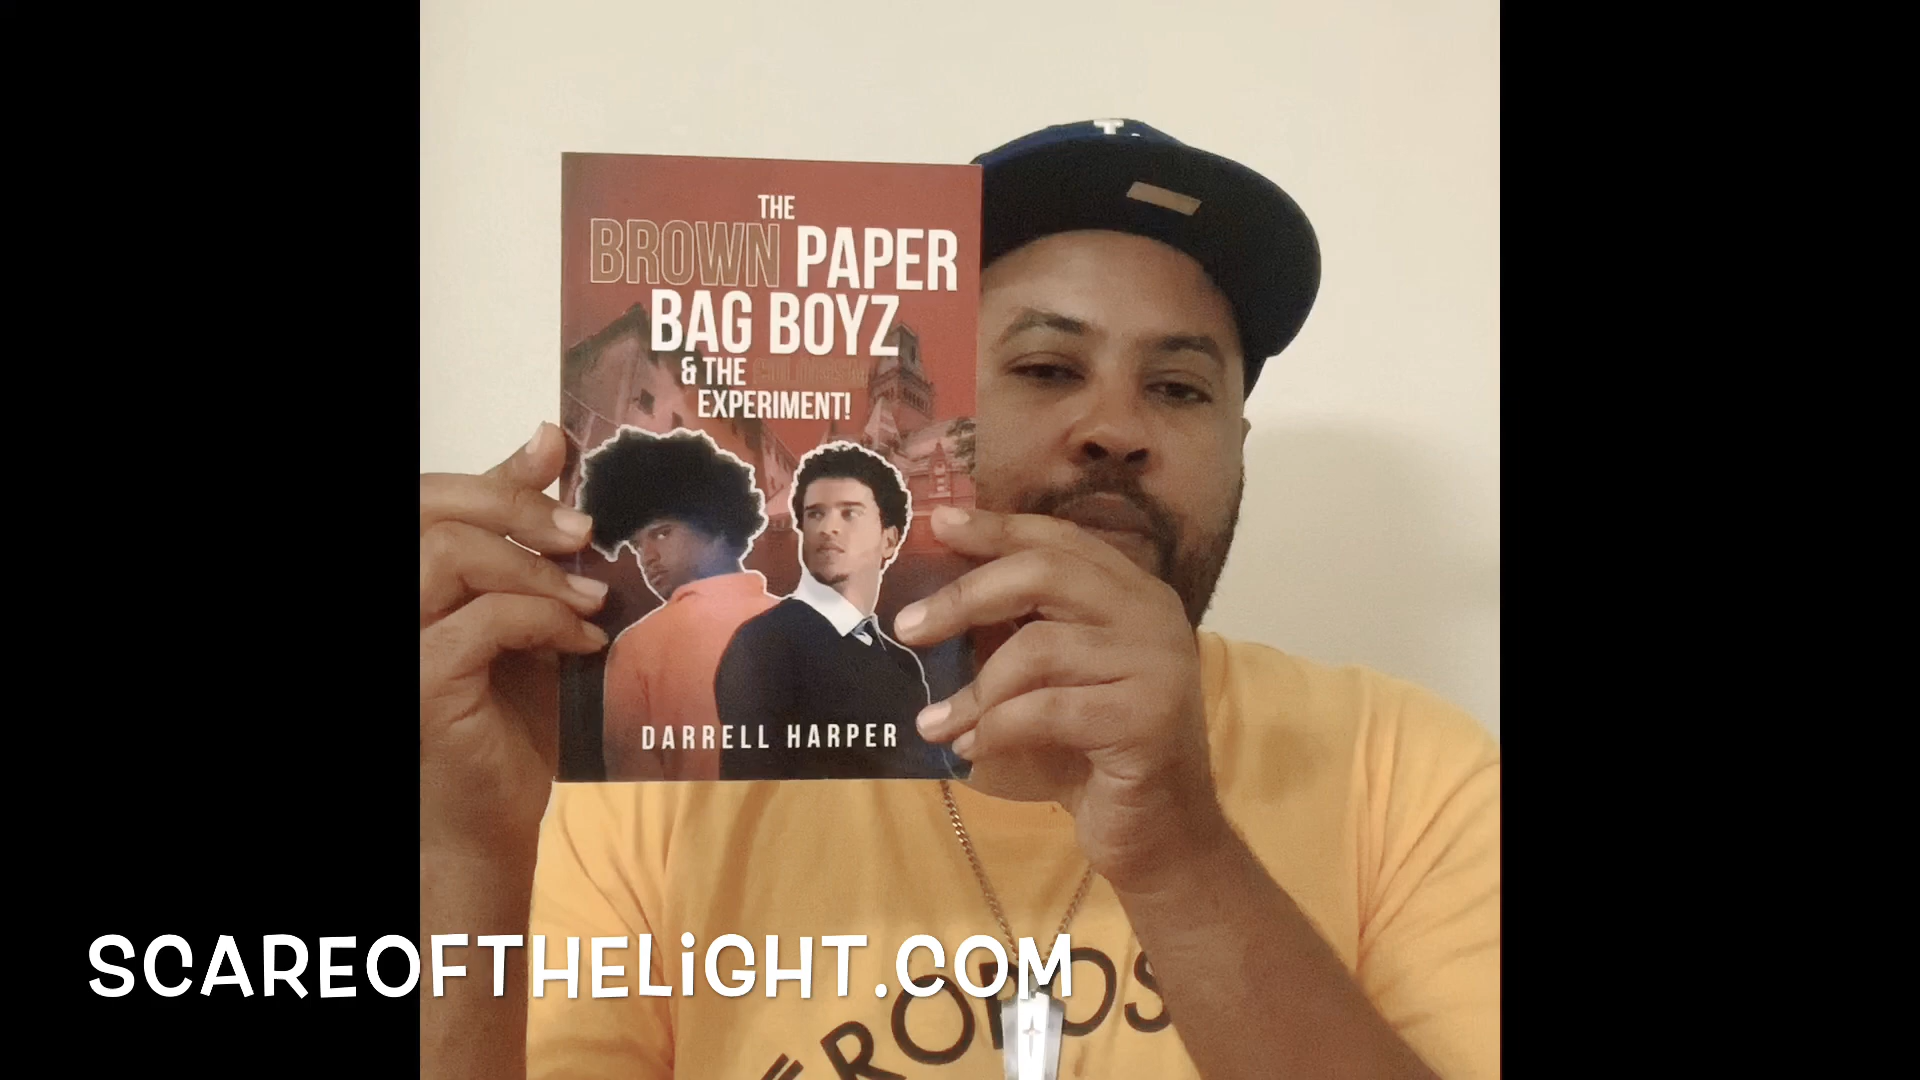 T.
THE
BROWN PAPER
BAG BOYZ
& THE
EXPERIMENT!
DARRELL HARPER
SCAREOFTHELiGHT.COM